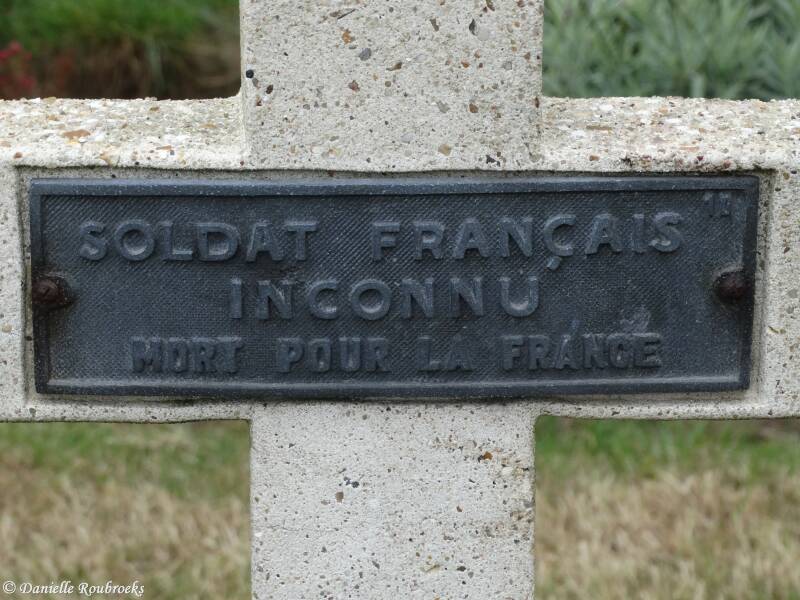 SOLDAT FRANÇAIS
INCONNU
MORT POUR LA FRANCE
© Danielle Roubroeks